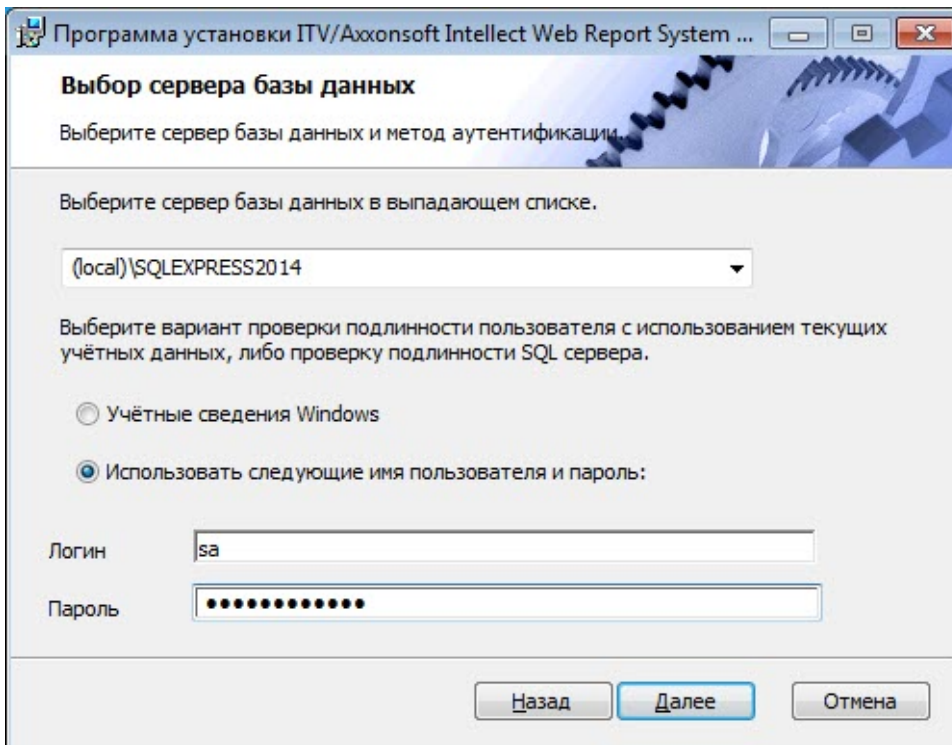 Программа установки ITV/Axxonsoft Intellect Web Report System ...
Выбор сервера базы данных
Выберите сервер базы данных и метод аутентификации.
Выберите сервер базы данных в выпадающем списке.
(local)\SQLEXPRESS2014
Выберите вариант проверки подлинности пользователя с использованием текущих
учётных данных, либо проверку подлинности SQL сервера.
Учётные сведения Windows
Использовать следующие имя пользователя и пароль:
Логин sa
Пароль ●●●●●●●●●●●●
Назад Далее Отмена